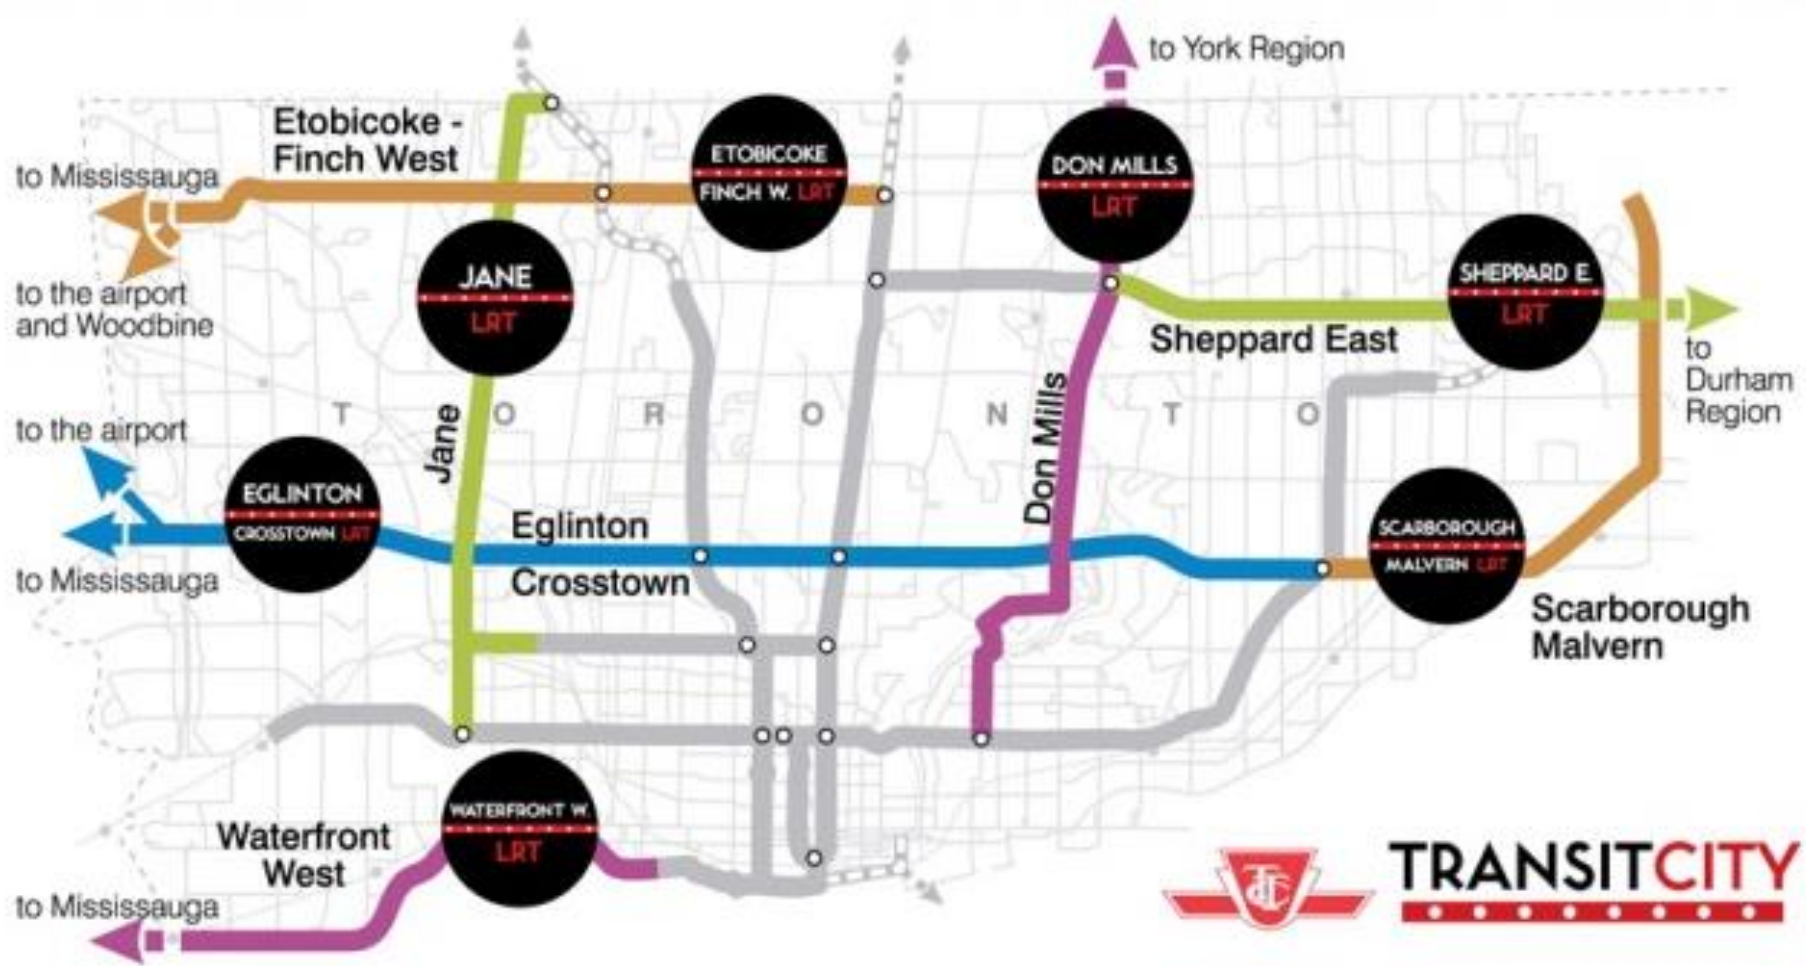 to York Region
Etobicoke -
Finch West
to Mississauga
ETOBICOKE
FINCH W. LRT
DON MILLS
LRT
to the airport
and Woodbine
JANE
LRT
SHEPPARD E.
LRT
Sheppard East
to
Durham
Region
T O R O N T O
Jane
Don Mills
to the airport
EGLINTON
CROSSTOWN LRT
Eglinton
Crosstown
to Mississauga
SCARBOROUGH
MALVERN LRT
Scarborough
Malvern
WATERFRONT W.
LRT
Waterfront
West
to Mississauga
TTC
TRANSITCITY